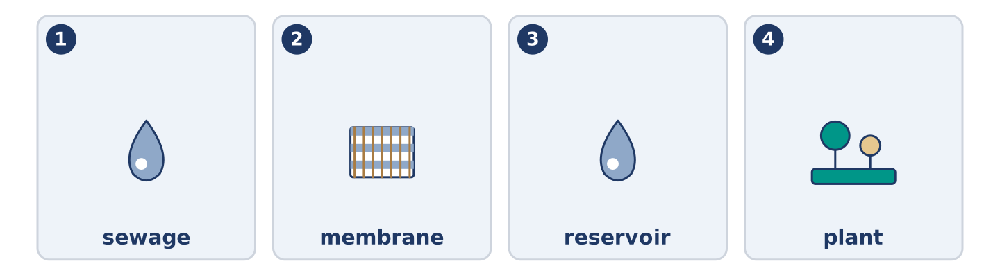 1
sewage
2
membrane
3
reservoir
4
plant